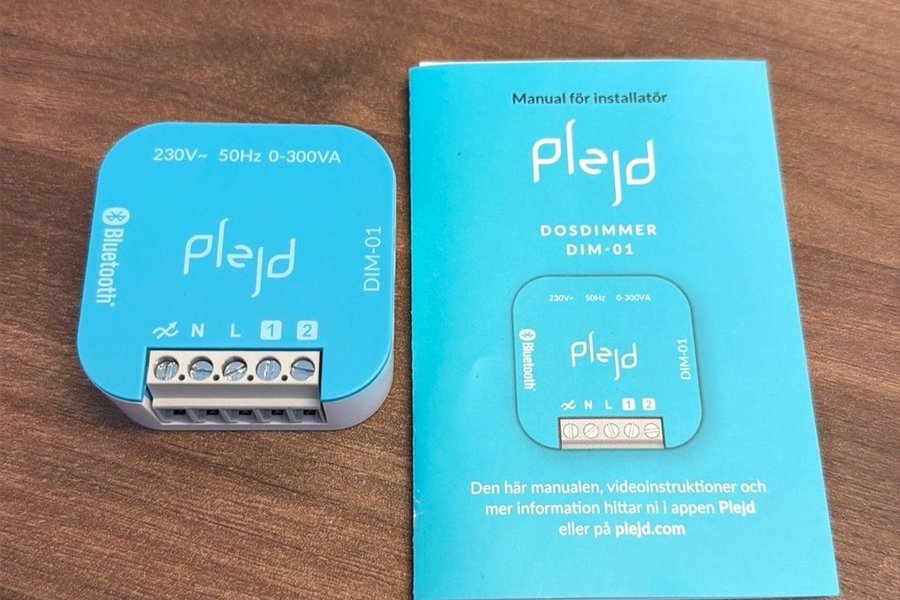 230V~ 50Hz 0-300VA
Bluetooth®
Plejd
DIM-01
N L 1 2
Manual för installatör
Plejd
DOSDIMMER
DIM-01
230V~ 50Hz 0-300VA
Bluetooth®
Plejd
DIM-01
N L 1 2
Den här manualen, videoinstruktioner och
mer information hittar ni i appen Plejd
eller på plejd.com